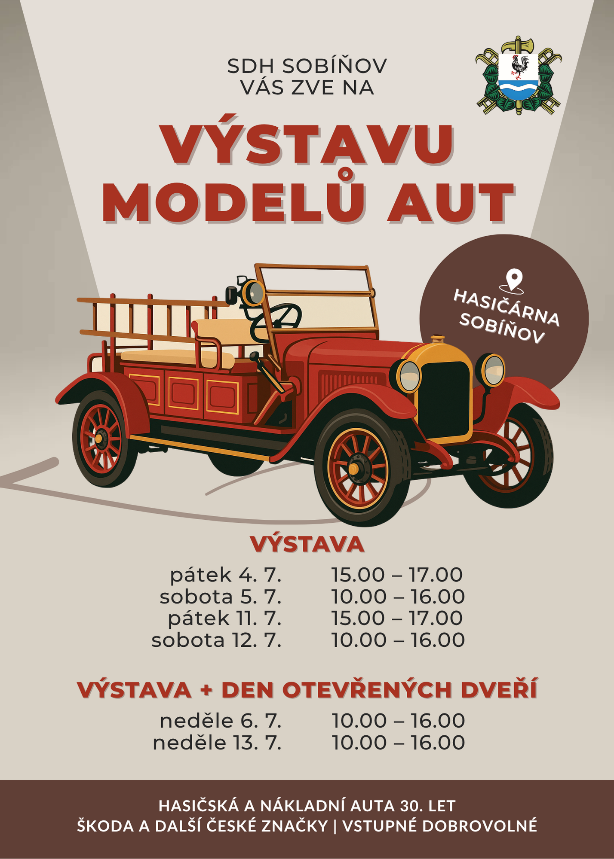 SDH SOBÍŇOV
VÁS ZVE NA
VÝSTAVU
MODELŮ AUT
HASIČÁRNA
SOBÍŇOV
VÝSTAVA
pátek 4. 7. 15.00 – 17.00
sobota 5. 7. 10.00 – 16.00
pátek 11. 7. 15.00 – 17.00
sobota 12. 7. 10.00 – 16.00
VÝSTAVA + DEN OTEVŘENÝCH DVEŘÍ
neděle 6. 7. 10.00 – 16.00
neděle 13. 7. 10.00 – 16.00
HASIČSKÁ A NÁKLADNÍ AUTA 30. LET
ŠKODA A DALŠÍ ČESKÉ ZNAČKY | VSTUPNÉ DOBROVOLNÉ